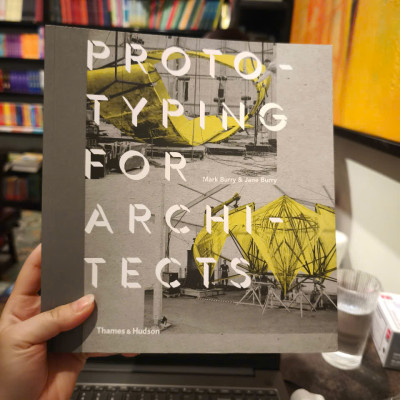 PROTO-
TYPING
FOR
Mark Burry & Jane Burry
ARCHI-
TECTS
Thames & Hudson